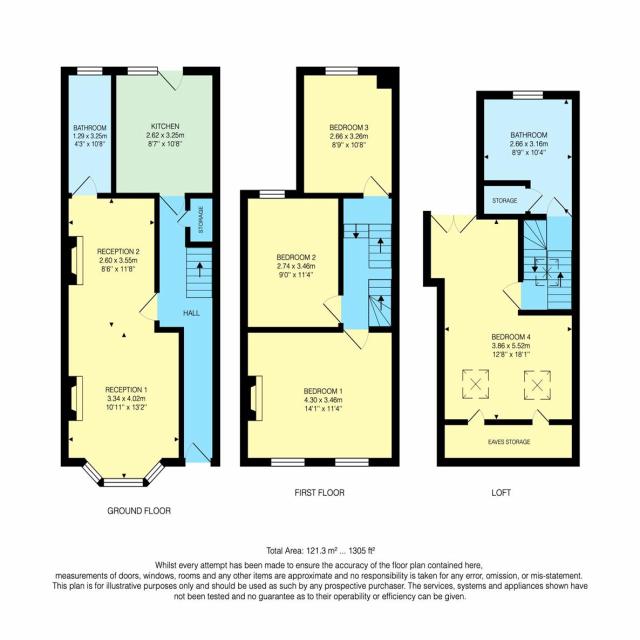 BATHROOM
1.29 x 3.25m
4'3" x 10'8"
KITCHEN
2.62 x 3.25m
8'7" x 10'8"
STORAGE
RECEPTION 2
2.60 x 3.55m
8'6" x 11'8"
HALL
RECEPTION 1
3.34 x 4.02m
10'11" x 13'2"
GROUND FLOOR
BEDROOM 3
2.66 x 3.26m
8'9" x 10'8"
BEDROOM 2
2.74 x 3.46m
9'0" x 11'4"
BEDROOM 1
4.30 x 3.46m
14'1" x 11'4"
FIRST FLOOR
BATHROOM
2.66 x 3.16m
8'9" x 10'4"
STORAGE
BEDROOM 4
3.86 x 5.52m
12'8" x 18'1"
EAVES STORAGE
LOFT
Total Area: 121.3 m² ... 1305 ft²
Whilst every attempt has been made to ensure the accuracy of the floor plan contained here,
measurements of doors, windows, rooms and any other items are approximate and no responsibility is taken for any error, omission, or mis-statement.
This plan is for illustrative purposes only and should be used as such by any prospective purchaser. The services, systems and appliances shown have
not been tested and no guarantee as to their operability or efficiency can be given.